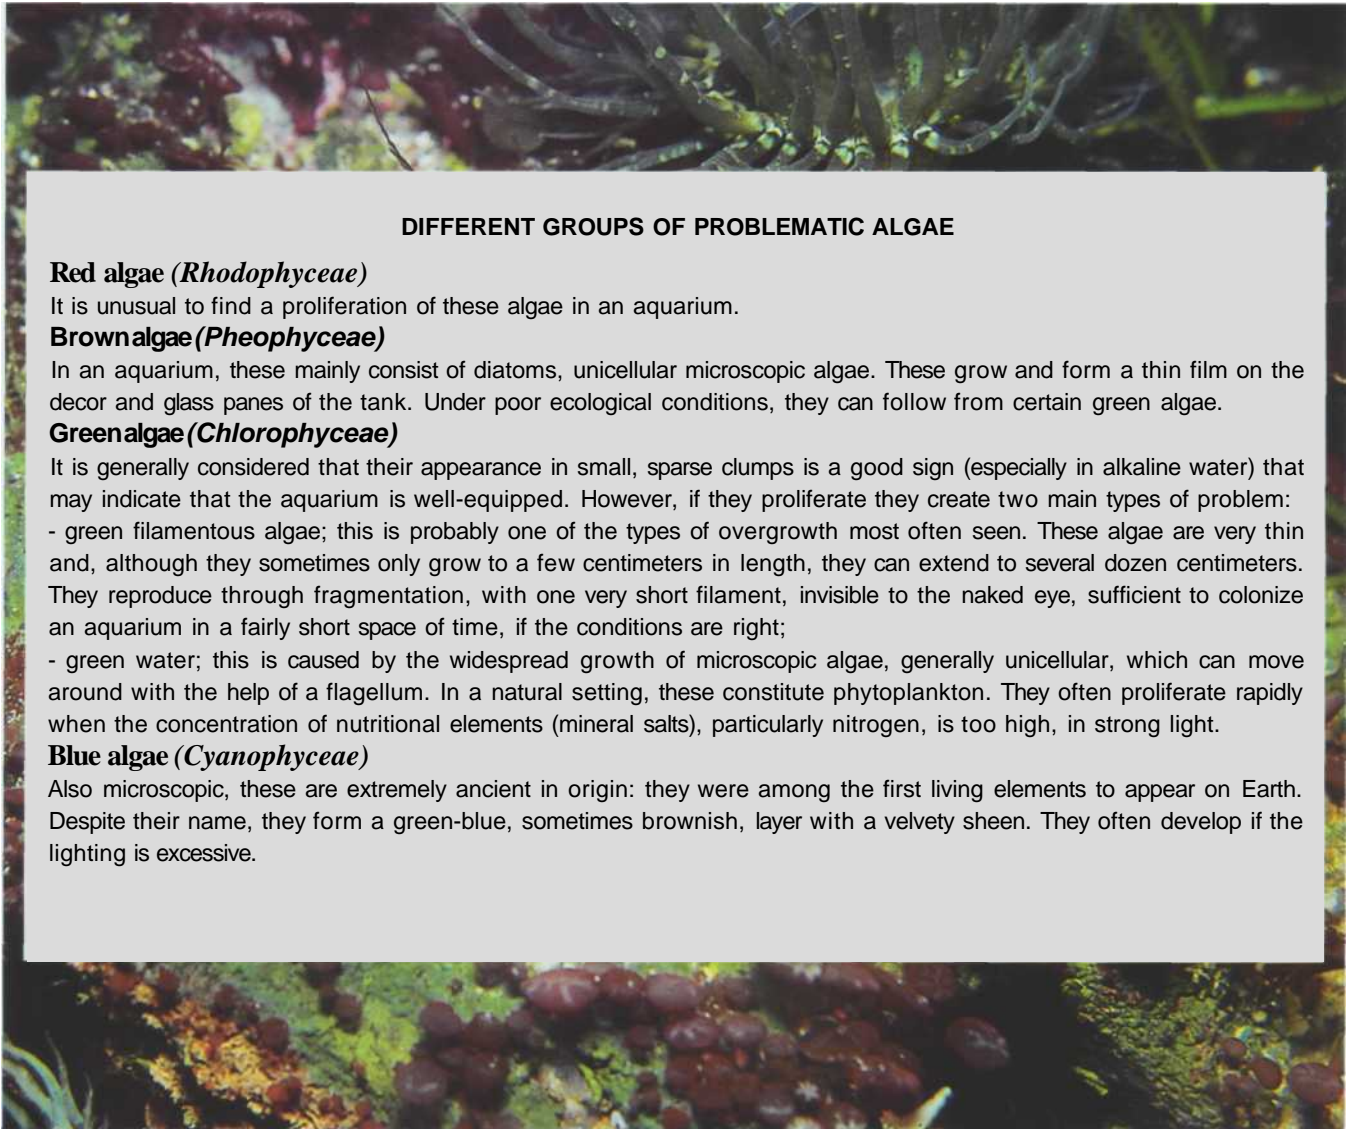 DIFFERENT GROUPS OF PROBLEMATIC ALGAE
Red algae (Rhodophyceae)
It is unusual to find a proliferation of these algae in an aquarium.
Brown algae (Pheophyceae)
In an aquarium, these mainly consist of diatoms, unicellular microscopic algae. These grow and form a thin film on the
decor and glass panes of the tank. Under poor ecological conditions, they can follow from certain green algae.
Green algae (Chlorophyceae)
It is generally considered that their appearance in small, sparse clumps is a good sign (especially in alkaline water) that
may indicate that the aquarium is well-equipped. However, if they proliferate they create two main types of problem:
- green filamentous algae; this is probably one of the types of overgrowth most often seen. These algae are very thin
and, although they sometimes only grow to a few centimeters in length, they can extend to several dozen centimeters.
They reproduce through fragmentation, with one very short filament, invisible to the naked eye, sufficient to colonize
an aquarium in a fairly short space of time, if the conditions are right;
- green water; this is caused by the widespread growth of microscopic algae, generally unicellular, which can move
around with the help of a flagellum. In a natural setting, these constitute phytoplankton. They often proliferate rapidly
when the concentration of nutritional elements (mineral salts), particularly nitrogen, is too high, in strong light.
Blue algae (Cyanophyceae)
Also microscopic, these are extremely ancient in origin: they were among the first living elements to appear on Earth.
Despite their name, they form a green-blue, sometimes brownish, layer with a velvety sheen. They often develop if the
lighting is excessive.